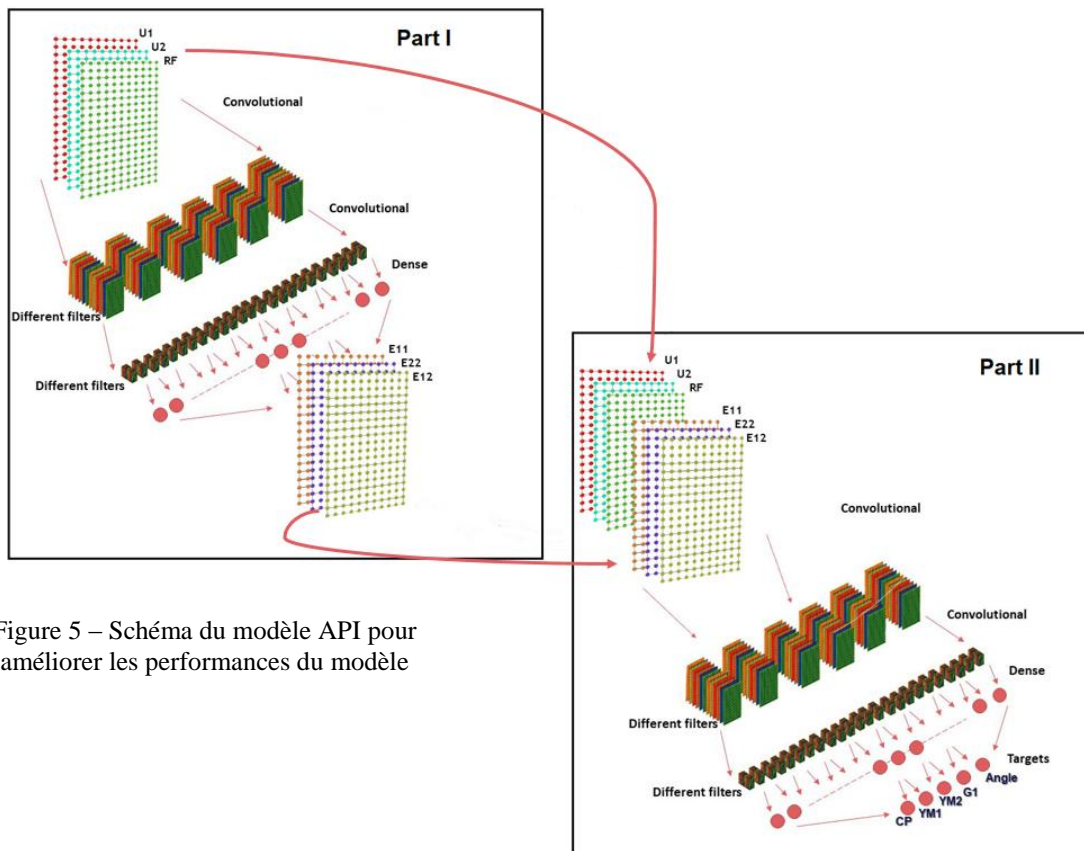 Part I
U1
U2
RF
Convolutional
Convolutional
Dense
Different filters
E11
E22
E12
Different filters
Part II
U1
U2
RF
E11
E22
E12
Convolutional
Convolutional
Dense
Different filters
Targets
Angle
Different filters
G1
YM2
YM1
CP
Figure 5 – Schéma du modèle API pour
améliorer les performances du modèle